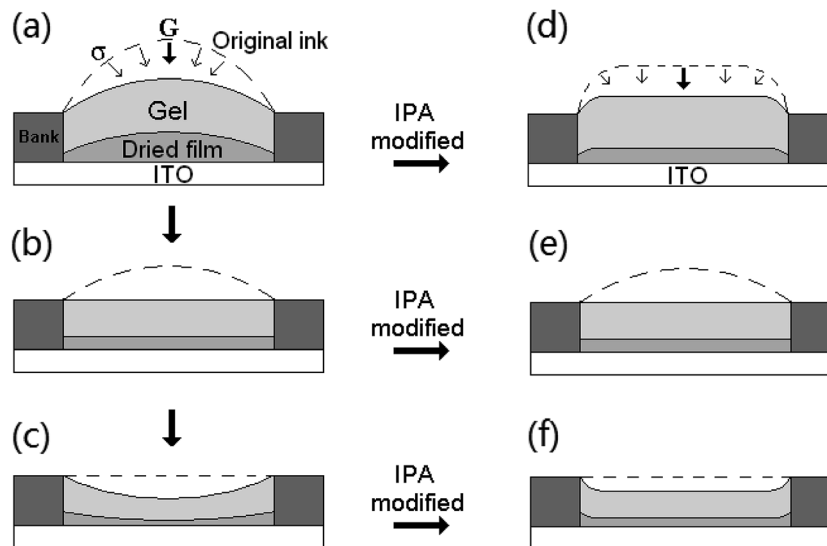 (a)
G
σ
Original ink
Gel
Bank
Dried film
ITO
IPA
modified
(d)
ITO
(b)
IPA
modified
(e)
(c)
IPA
modified
(f)